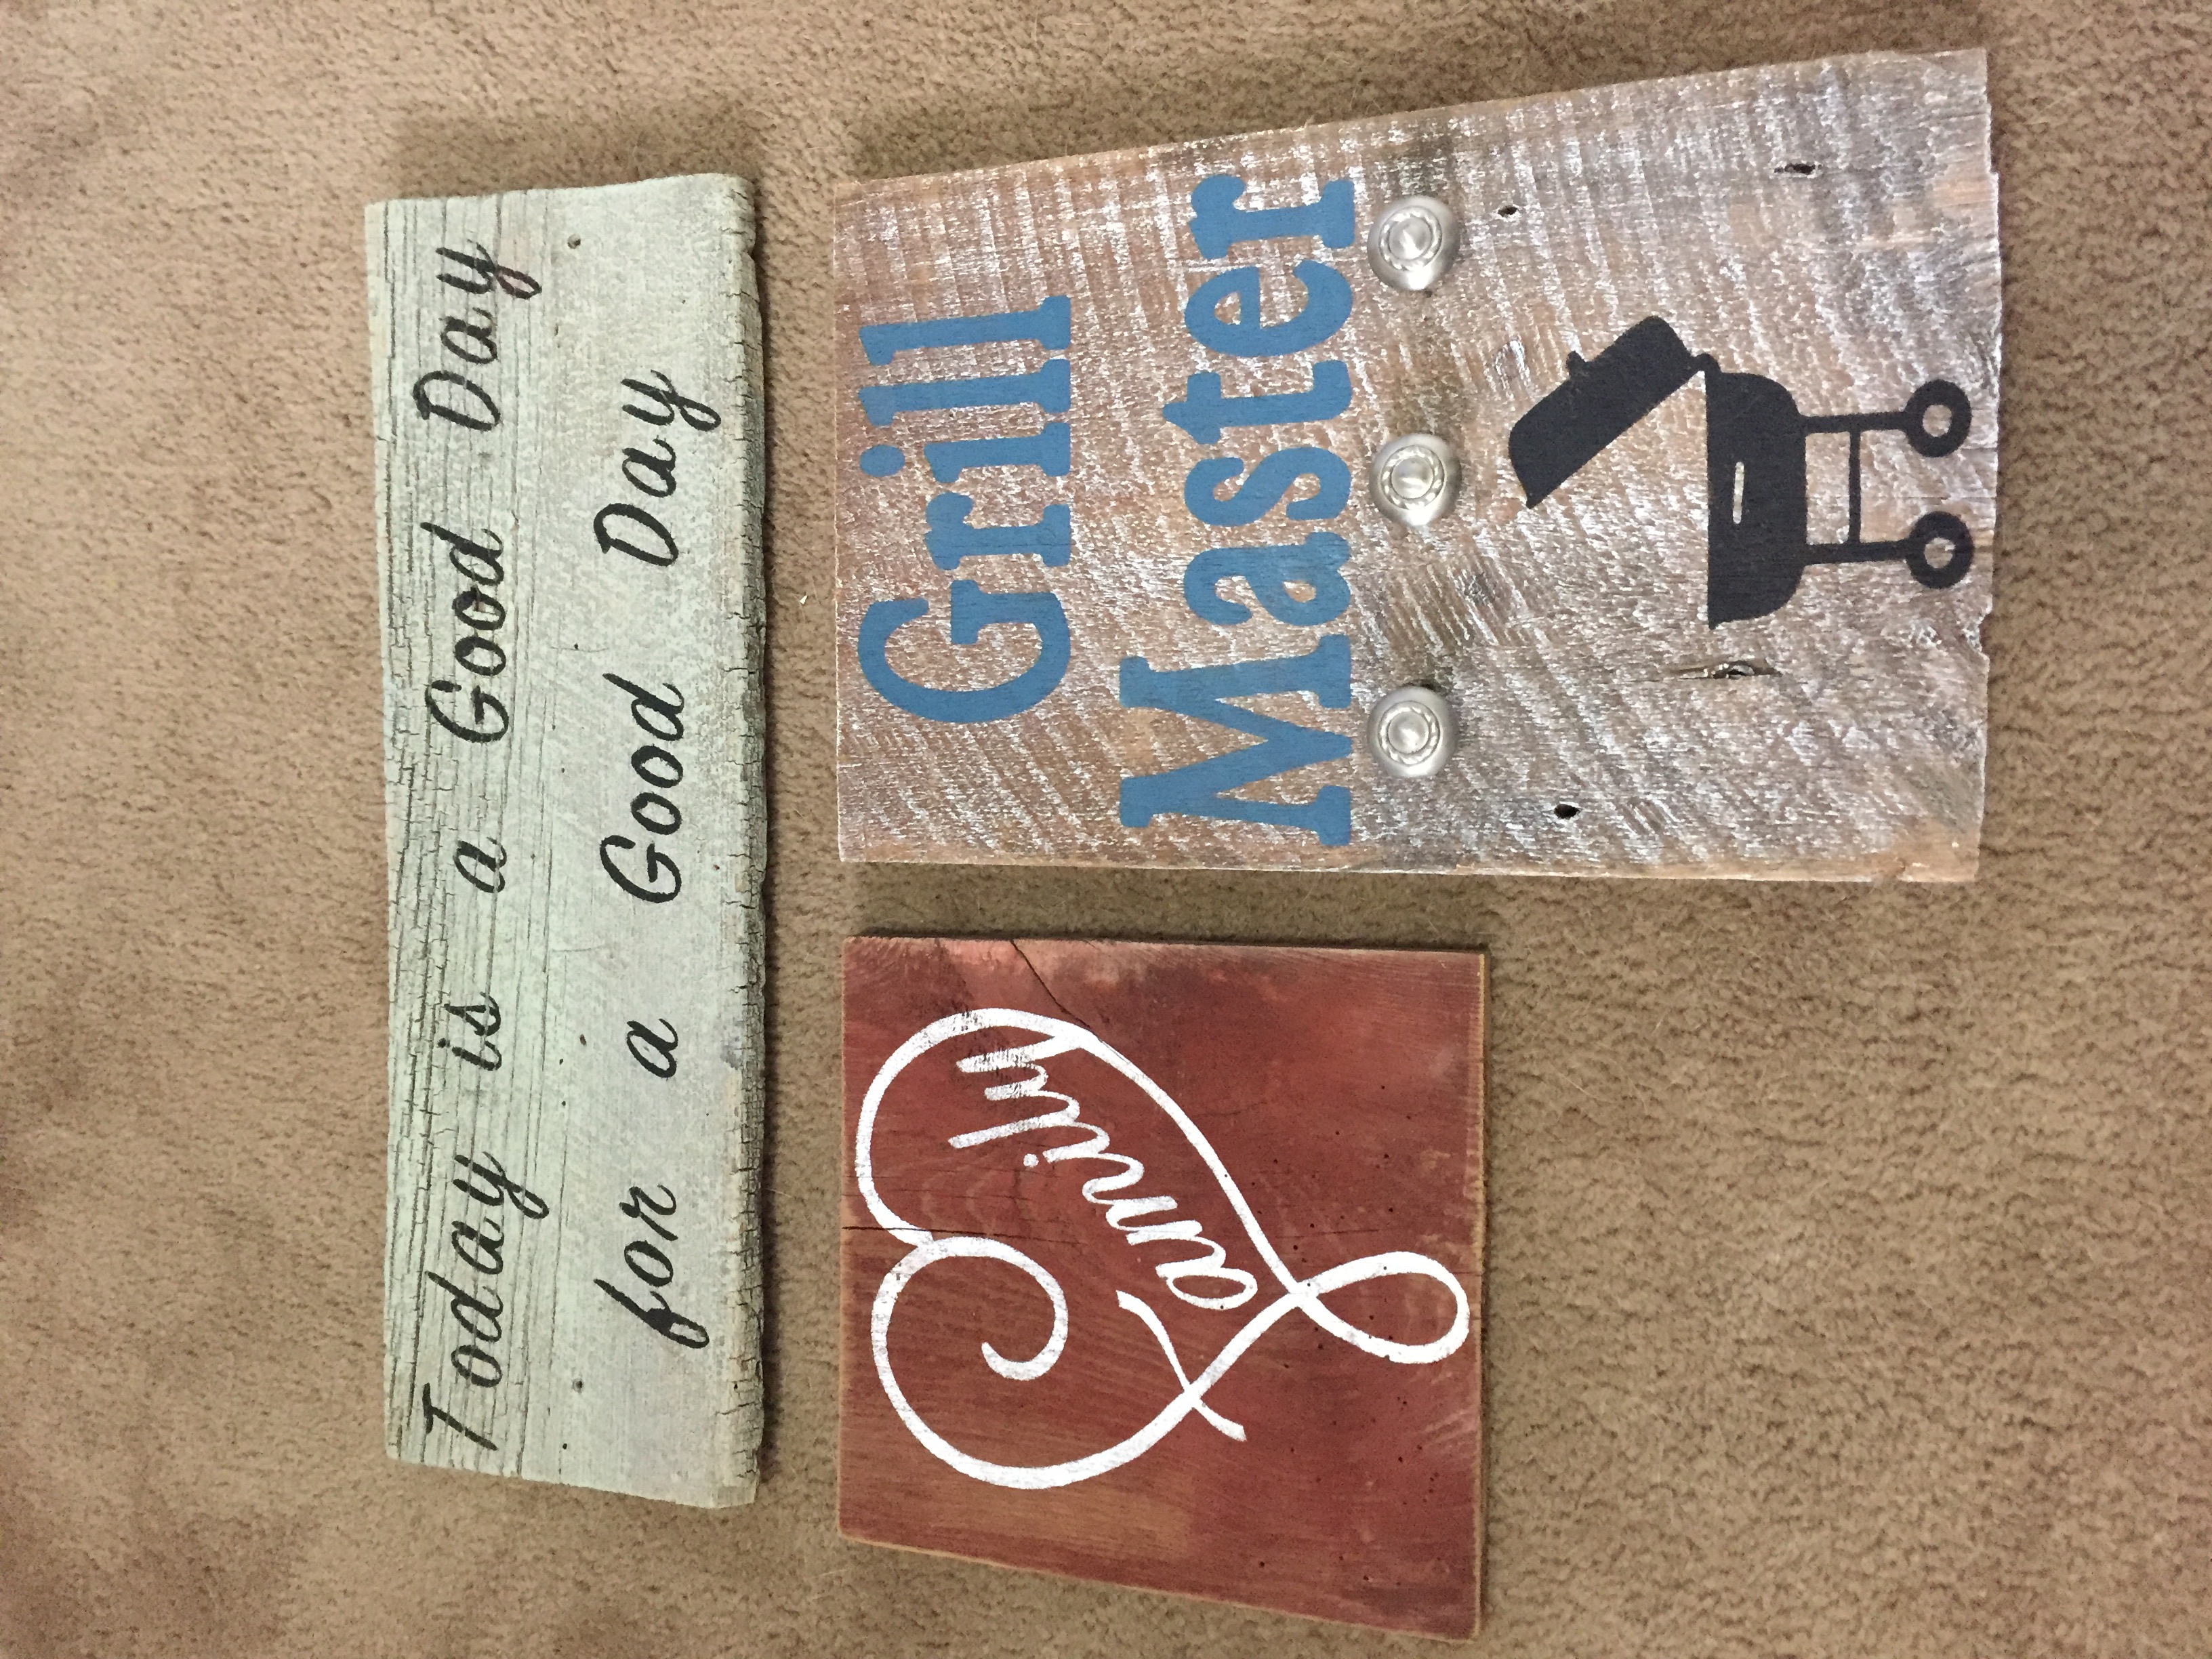 Today is a Good Day
for a Good Day
family
Grill
Master